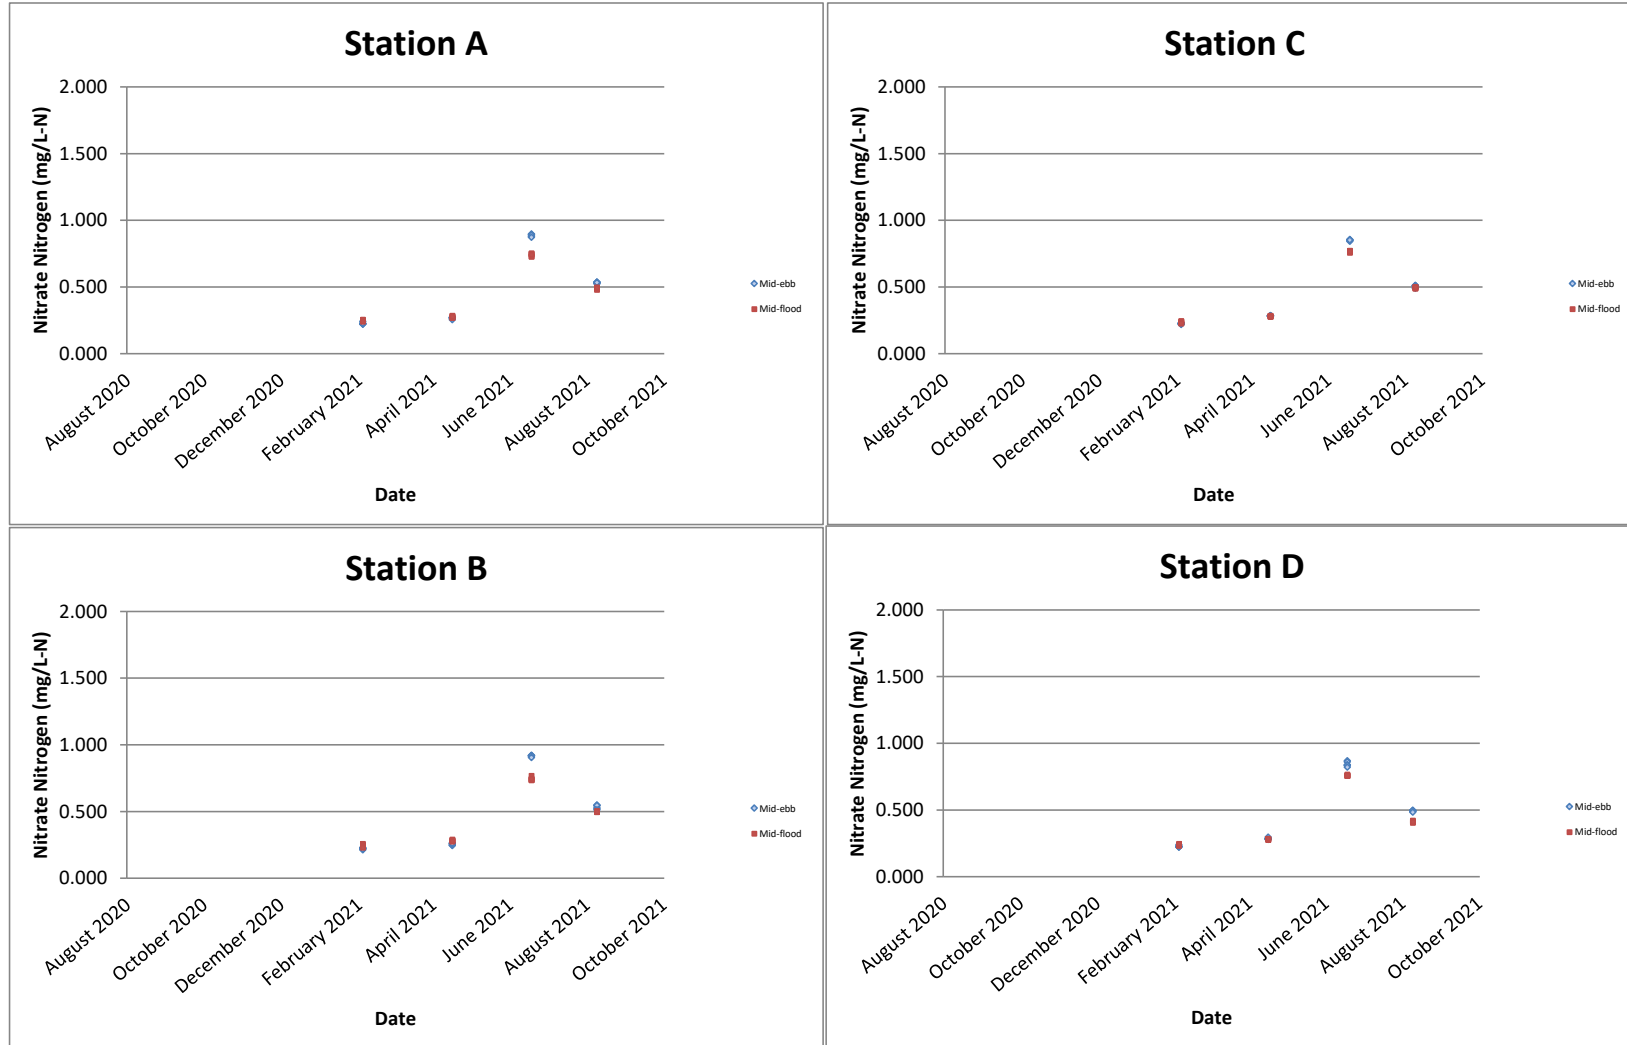 Station A
Nitrate Nitrogen (mg/L-N)
2.000
1.500
1.000
0.500
0.000
August 2020
October 2020
December 2020
February 2021
April 2021
June 2021
August 2021
October 2021
Date
Mid-ebb
Mid-flood
Station C
Nitrate Nitrogen (mg/L-N)
2.000
1.500
1.000
0.500
0.000
August 2020
October 2020
December 2020
February 2021
April 2021
June 2021
August 2021
October 2021
Date
Mid-ebb
Mid-flood
Station B
Nitrate Nitrogen (mg/L-N)
2.000
1.500
1.000
0.500
0.000
August 2020
October 2020
December 2020
February 2021
April 2021
June 2021
August 2021
October 2021
Date
Mid-ebb
Mid-flood
Station D
Nitrate Nitrogen (mg/L-N)
2.000
1.500
1.000
0.500
0.000
August 2020
October 2020
December 2020
February 2021
April 2021
June 2021
August 2021
October 2021
Date
Mid-ebb
Mid-flood